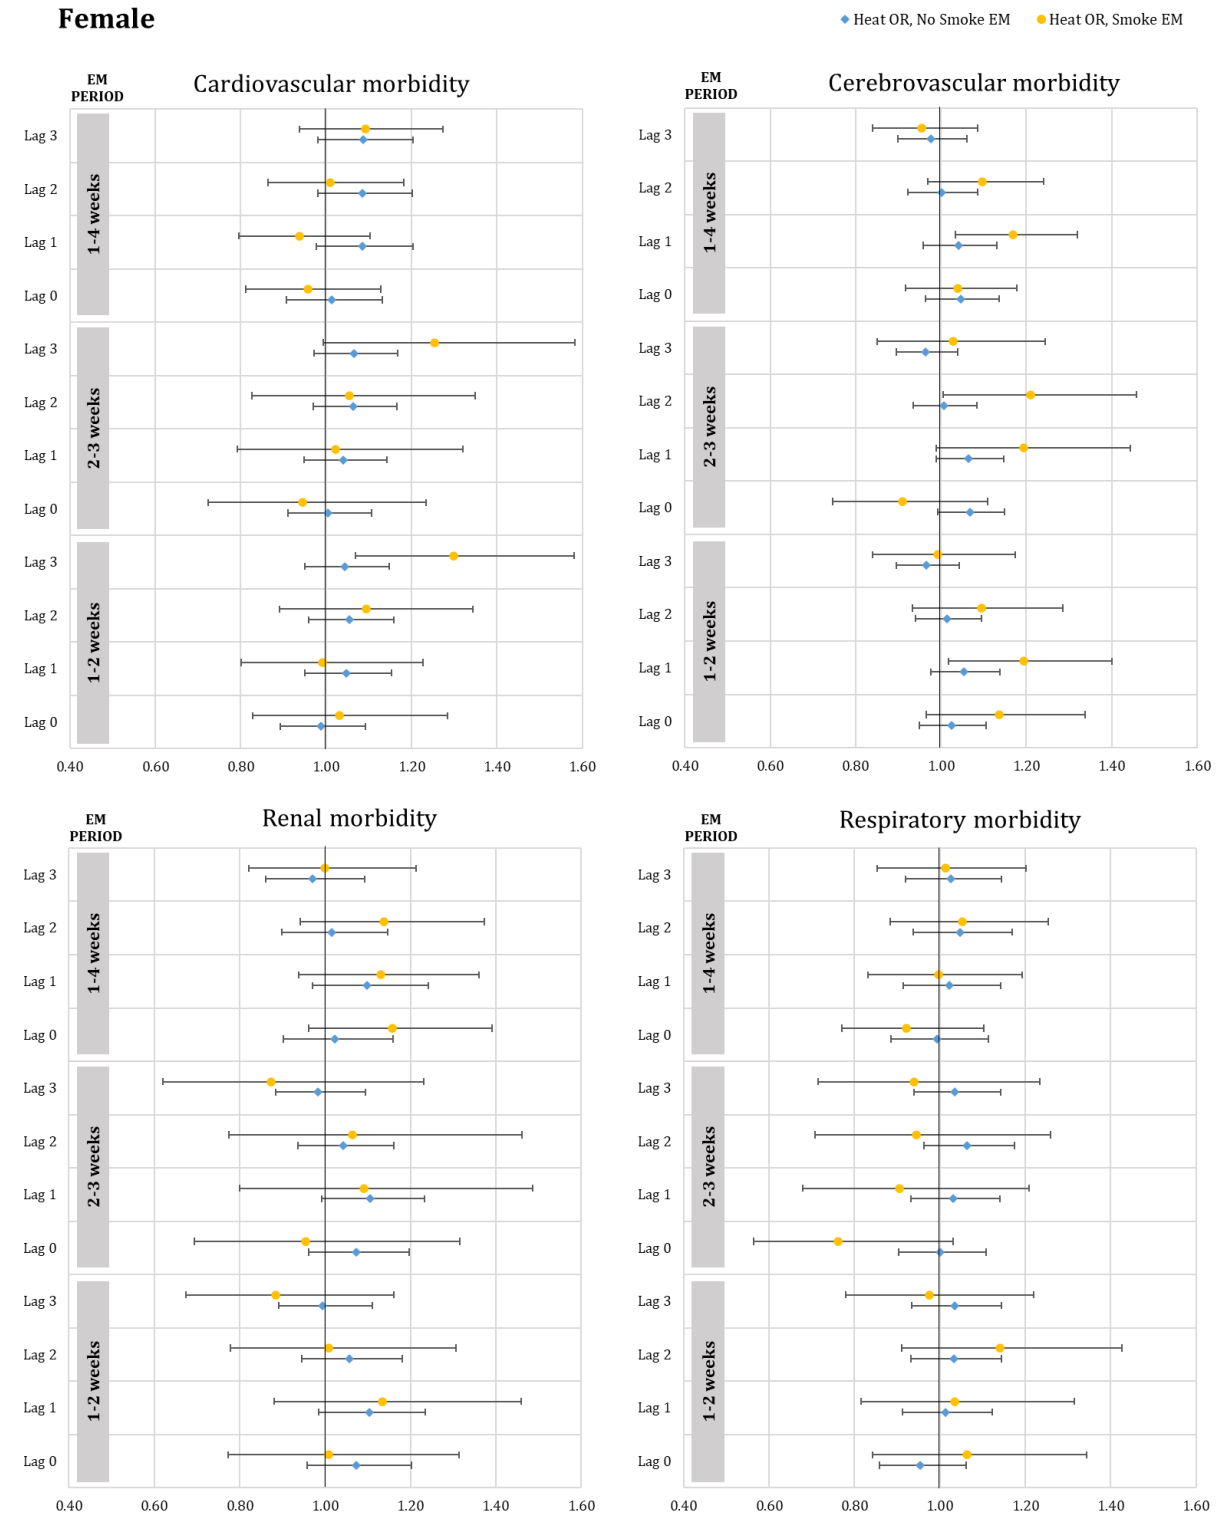 Female
Heat OR, No Smoke EM
Heat OR, Smoke EM
EM
PERIOD
Cardiovascular morbidity
Lag 3
Lag 2
Lag 1
Lag 0
1-4 weeks
Lag 3
Lag 2
Lag 1
Lag 0
2-3 weeks
Lag 3
Lag 2
Lag 1
Lag 0
1-2 weeks
0.40 0.60 0.80 1.00 1.20 1.40 1.60
EM
PERIOD
Cerebrovascular morbidity
Lag 3
Lag 2
Lag 1
Lag 0
1-4 weeks
Lag 3
Lag 2
Lag 1
Lag 0
2-3 weeks
Lag 3
Lag 2
Lag 1
Lag 0
1-2 weeks
0.40 0.60 0.80 1.00 1.20 1.40 1.60
EM
PERIOD
Renal morbidity
Lag 3
Lag 2
Lag 1
Lag 0
1-4 weeks
Lag 3
Lag 2
Lag 1
Lag 0
2-3 weeks
Lag 3
Lag 2
Lag 1
Lag 0
1-2 weeks
0.40 0.60 0.80 1.00 1.20 1.40 1.60
EM
PERIOD
Respiratory morbidity
Lag 3
Lag 2
Lag 1
Lag 0
1-4 weeks
Lag 3
Lag 2
Lag 1
Lag 0
2-3 weeks
Lag 3
Lag 2
Lag 1
Lag 0
1-2 weeks
0.40 0.60 0.80 1.00 1.20 1.40 1.60